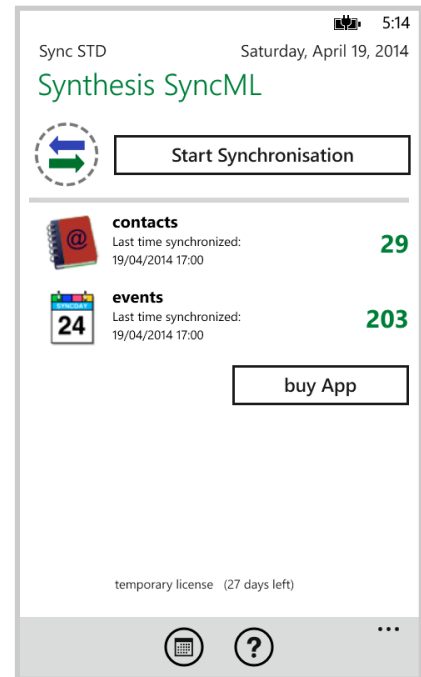 5:14
Sync STD
Saturday, April 19, 2014
Synthesis SyncML
Start Synchronisation
@
contacts
Last time synchronized:
19/04/2014 17:00
29
SYNCDAY
24
events
Last time synchronized:
19/04/2014 17:00
203
buy App
temporary license (27 days left)
?
...